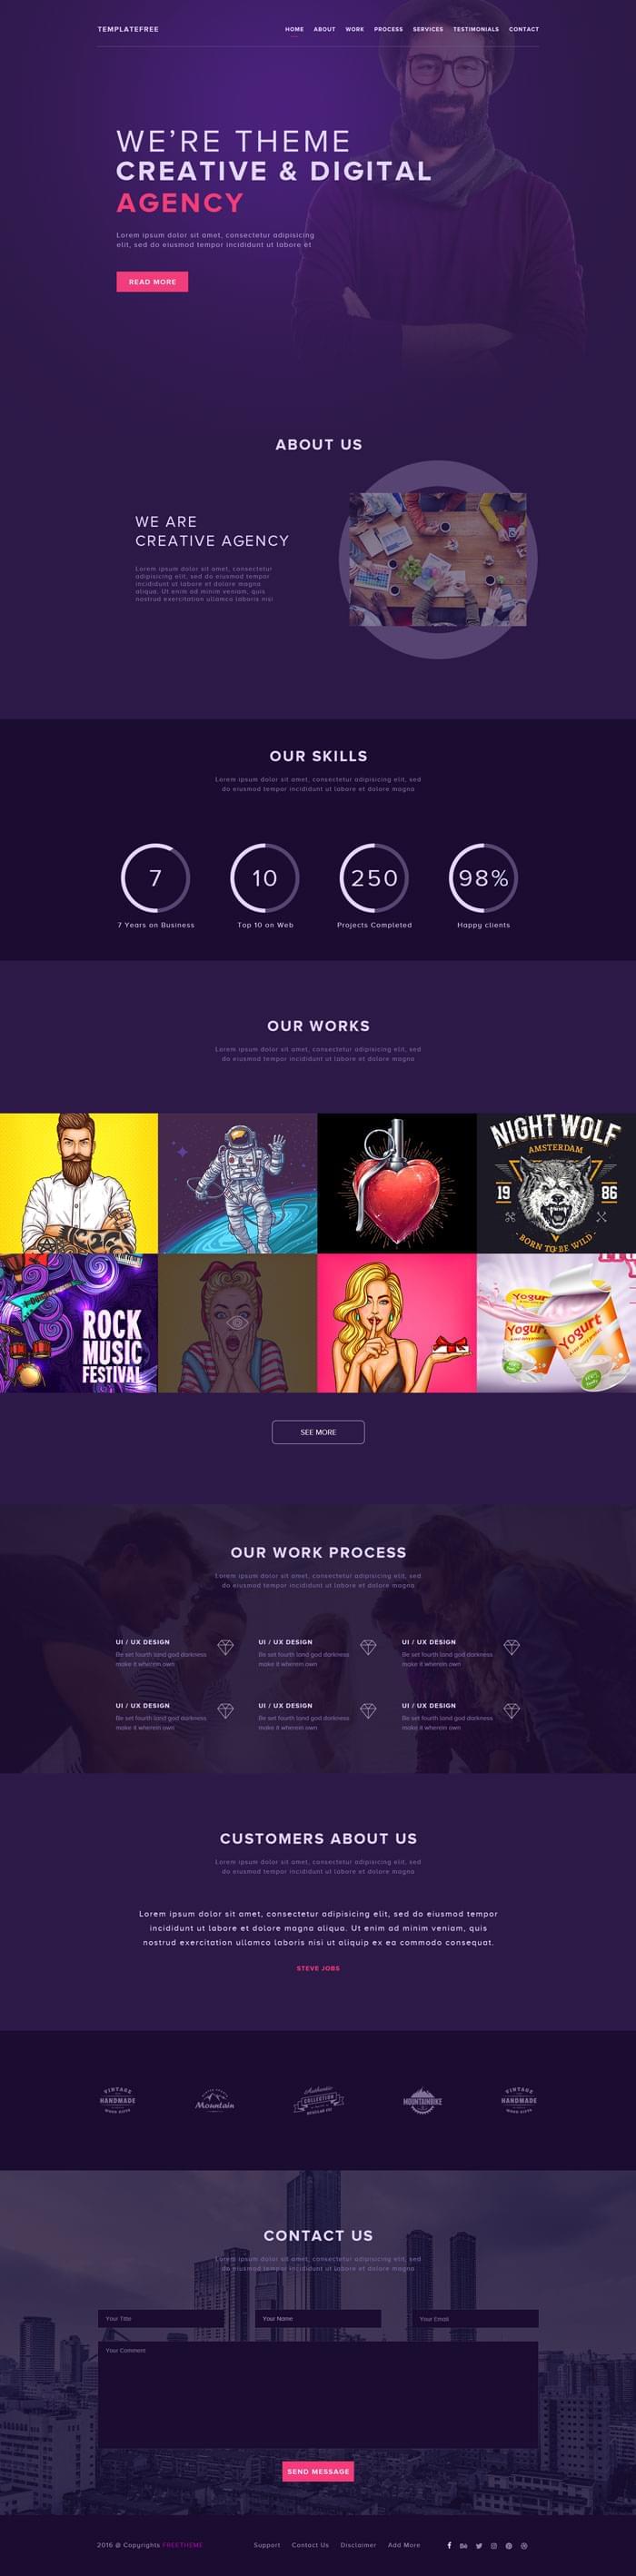 TEMPLATEFREE
HOME ABOUT WORK PROCESS SERVICES TESTIMONIALS CONTACT
WE'RE THEME
CREATIVE & DIGITAL
AGENCY
Lorem ipsum dolor sit amet, consectetur adipisicing
elit, sed do eiusmod tempor incididunt ut labore et
READ MORE
ABOUT US
WE ARE
CREATIVE AGENCY
Lorem ipsum dolor sit amet, consectetur
adipisicing elit, sed do eiusmod tempor
incididunt ut labore et dolore magna
aliqua. Ut enim ad minim veniam, quis
nostrud exercitation ullamco laboris nisi
OUR SKILLS
Lorem ipsum dolor sit amet, consectetur adipisicing elit, sed
do eiusmod tempor incididunt ut labore et dolore magna
7 10 250 98%
7 Years on Business Top 10 on Web Projects Completed Happy clients
OUR WORKS
Lorem ipsum dolor sit amet, consectetur adipisicing elit, sed
do eiusmod tempor incididunt ut labore et dolore magna
NIGHT WOLF
AMSTERDAM
19 86
BORN TO BE WILD
ROCK
MUSIC
FESTIVAL
Yogurt
Yogurt
Yogurt
SEE MORE
OUR WORK PROCESS
Lorem ipsum dolor sit amet, consectetur adipisicing elit, sed
do eiusmod tempor incididunt ut labore et dolore magna
UI / UX DESIGN UI / UX DESIGN UI / UX DESIGN
Be set fourth land god darkness Be set fourth land god darkness Be set fourth land god darkness
make it wherein own make it wherein own make it wherein own
UI / UX DESIGN UI / UX DESIGN UI / UX DESIGN
Be set fourth land god darkness Be set fourth land god darkness Be set fourth land god darkness
make it wherein own make it wherein own make it wherein own
CUSTOMERS ABOUT US
Lorem ipsum dolor sit amet, consectetur adipisicing elit, sed
do eiusmod tempor incididunt ut labore et dolore magna
Lorem ipsum dolor sit amet, consectetur adipisicing elit, sed do eiusmod tempor
incididunt ut labore et dolore magna aliqua. Ut enim ad minim veniam, quis
nostrud exercitation ullamco laboris nisi ut aliquip ex ea commodo consequat.
STEVE JOBS
VINTAGE
HANDMADE
WOOD GIFTS
Mountain
Authentic
COLLECTION
MOUNTAINBIKE
VINTAGE
HANDMADE
WOOD GIFTS
CONTACT US
Lorem ipsum dolor sit amet, consectetur adipisicing elit, sed
do eiusmod tempor incididunt ut labore et dolore magna
Your Title Your Name Your Email
Your Comment
SEND MESSAGE
2016 @ Copyrights FREETHEME Support Contact Us Disclaimer Add More